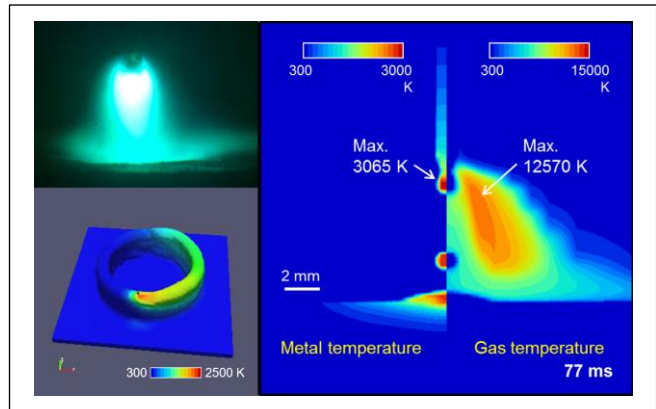 300
3000
K
300
15000
K
Max.
3065 K
Max.
12570 K
2 mm
Metal temperature
Gas temperature
77 ms
300
2500 K